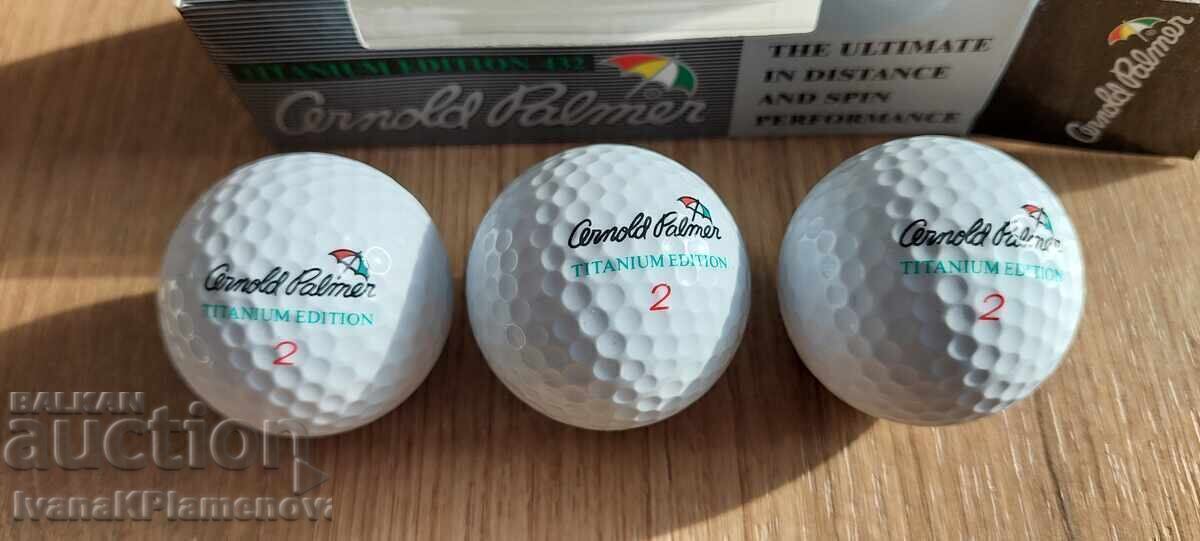 TITANIUM EDITION 432
Arnold Palmer
THE ULTIMATE
IN DISTANCE
AND SPIN
PERFORMANCE
Arnold Palmer
Arnold Palmer
TITANIUM EDITION
2
Arnold Palmer
TITANIUM EDITION
2
Arnold Palmer
TITANIUM EDITION
2
BALKAN
auction
IvanaKPlamenova